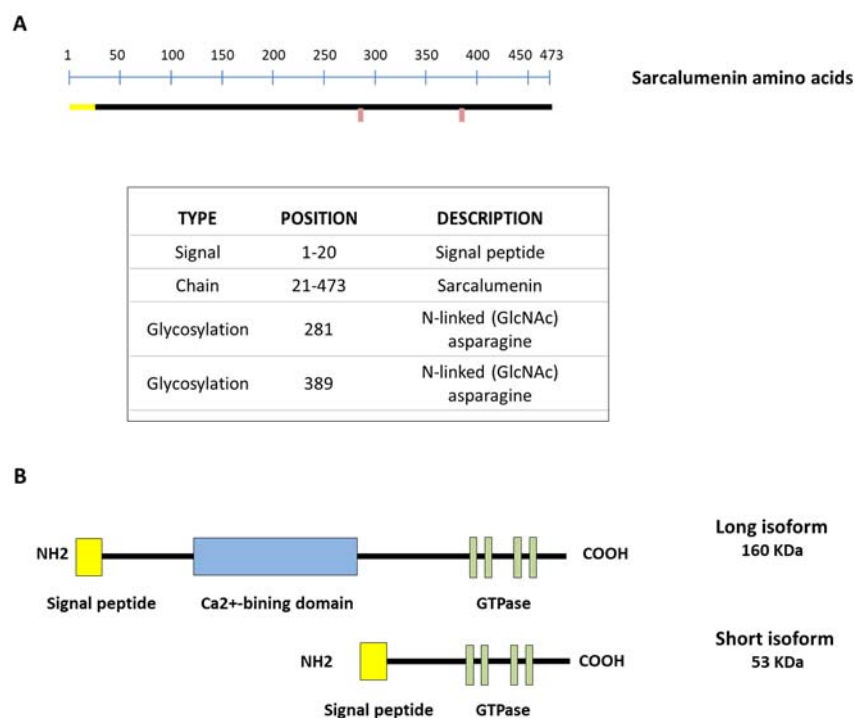 A
1 50 100 150 200 250 300 350 400 450 473
Sarcalumenin amino acids
TYPE POSITION DESCRIPTION
Signal 1-20 Signal peptide
Chain 21-473 Sarcalumenin
Glycosylation 281 N-linked (GlcNAc)
asparagine
Glycosylation 389 N-linked (GlcNAc)
asparagine
B
NH2 COOH
Long isoform
160 KDa
Signal peptide Ca2+-bining domain GTPase
NH2 COOH
Short isoform
53 KDa
Signal peptide GTPase